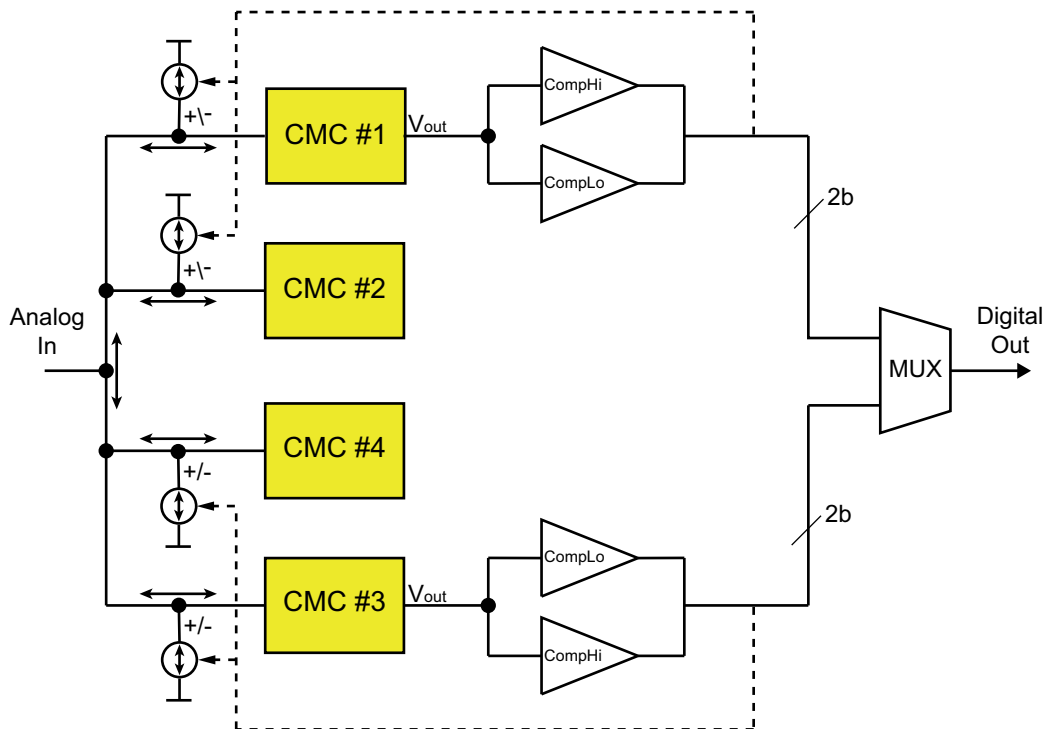 CompHi
+\-
CMC #1
Vout
CompLo
2b
+\-
CMC #2
Analog
In
Digital
Out
MUX
CMC #4
+/-
2b
CompLo
CMC #3
Vout
+/-
CompHi